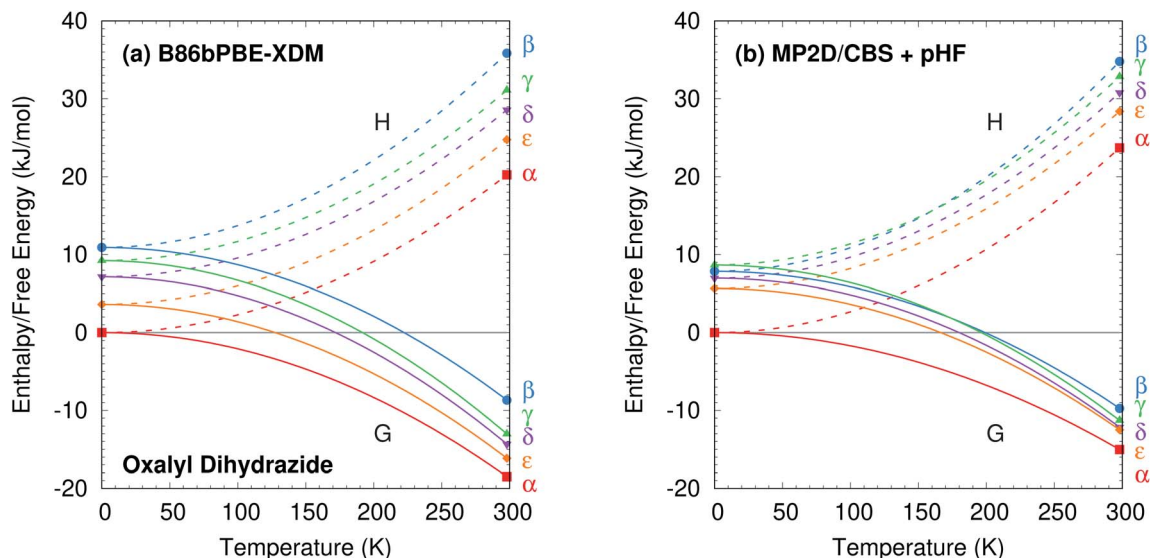 (a) B86bPBE-XDM
Enthalpy/Free Energy (kJ/mol)
40
30
20
10
0
-10
-20
H
G
β
γ
δ
ε
α
β
γ
δ
ε
α
Oxalyl Dihydrazide
0 50 100 150 200 250 300
Temperature (K)
(b) MP2D/CBS + pHF
Enthalpy/Free Energy (kJ/mol)
40
30
20
10
0
-10
-20
H
G
β
γ
δ
ε
α
β
γ
δ
ε
α
0 50 100 150 200 250 300
Temperature (K)